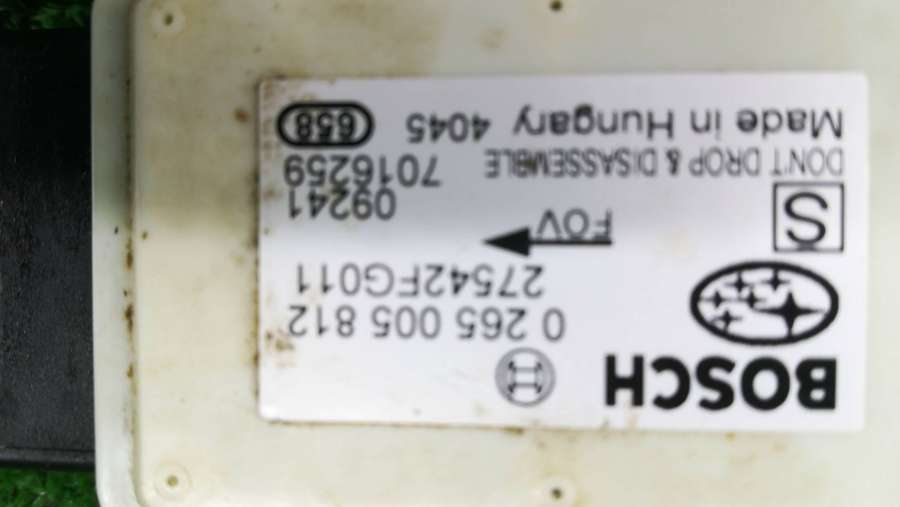 BOSCH
0 265 005 812
27542FG011
FOV
S
09241
7016259
DON'T DROP & DISASSEMBLE
Made in Hungary 4045 658